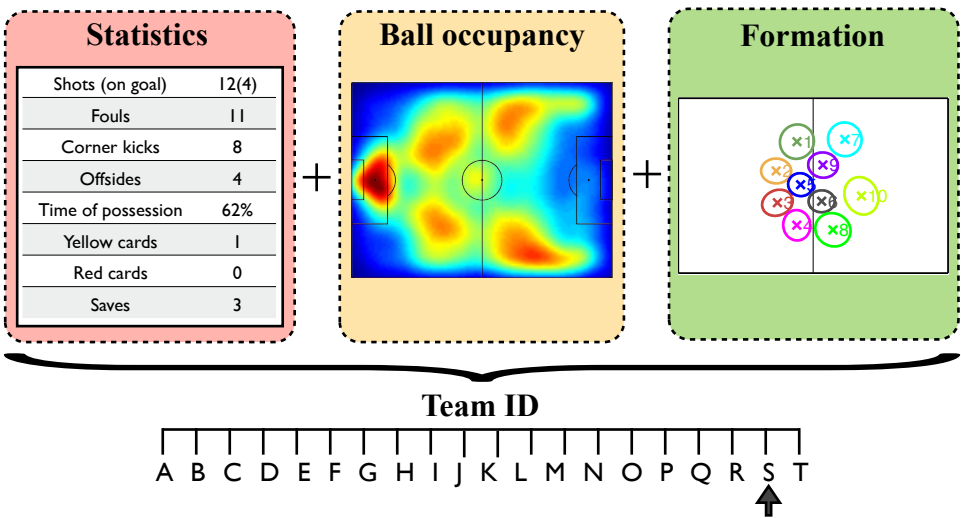 Statistics
Shots (on goal) 12(4)
Fouls 11
Corner kicks 8
Offsides 4
Time of possession 62%
Yellow cards 1
Red cards 0
Saves 3
+
Ball occupancy
+
Formation
1
7
2
9
5
3
6
10
4
8
Team ID
A B C D E F G H I J K L M N O P Q R S T